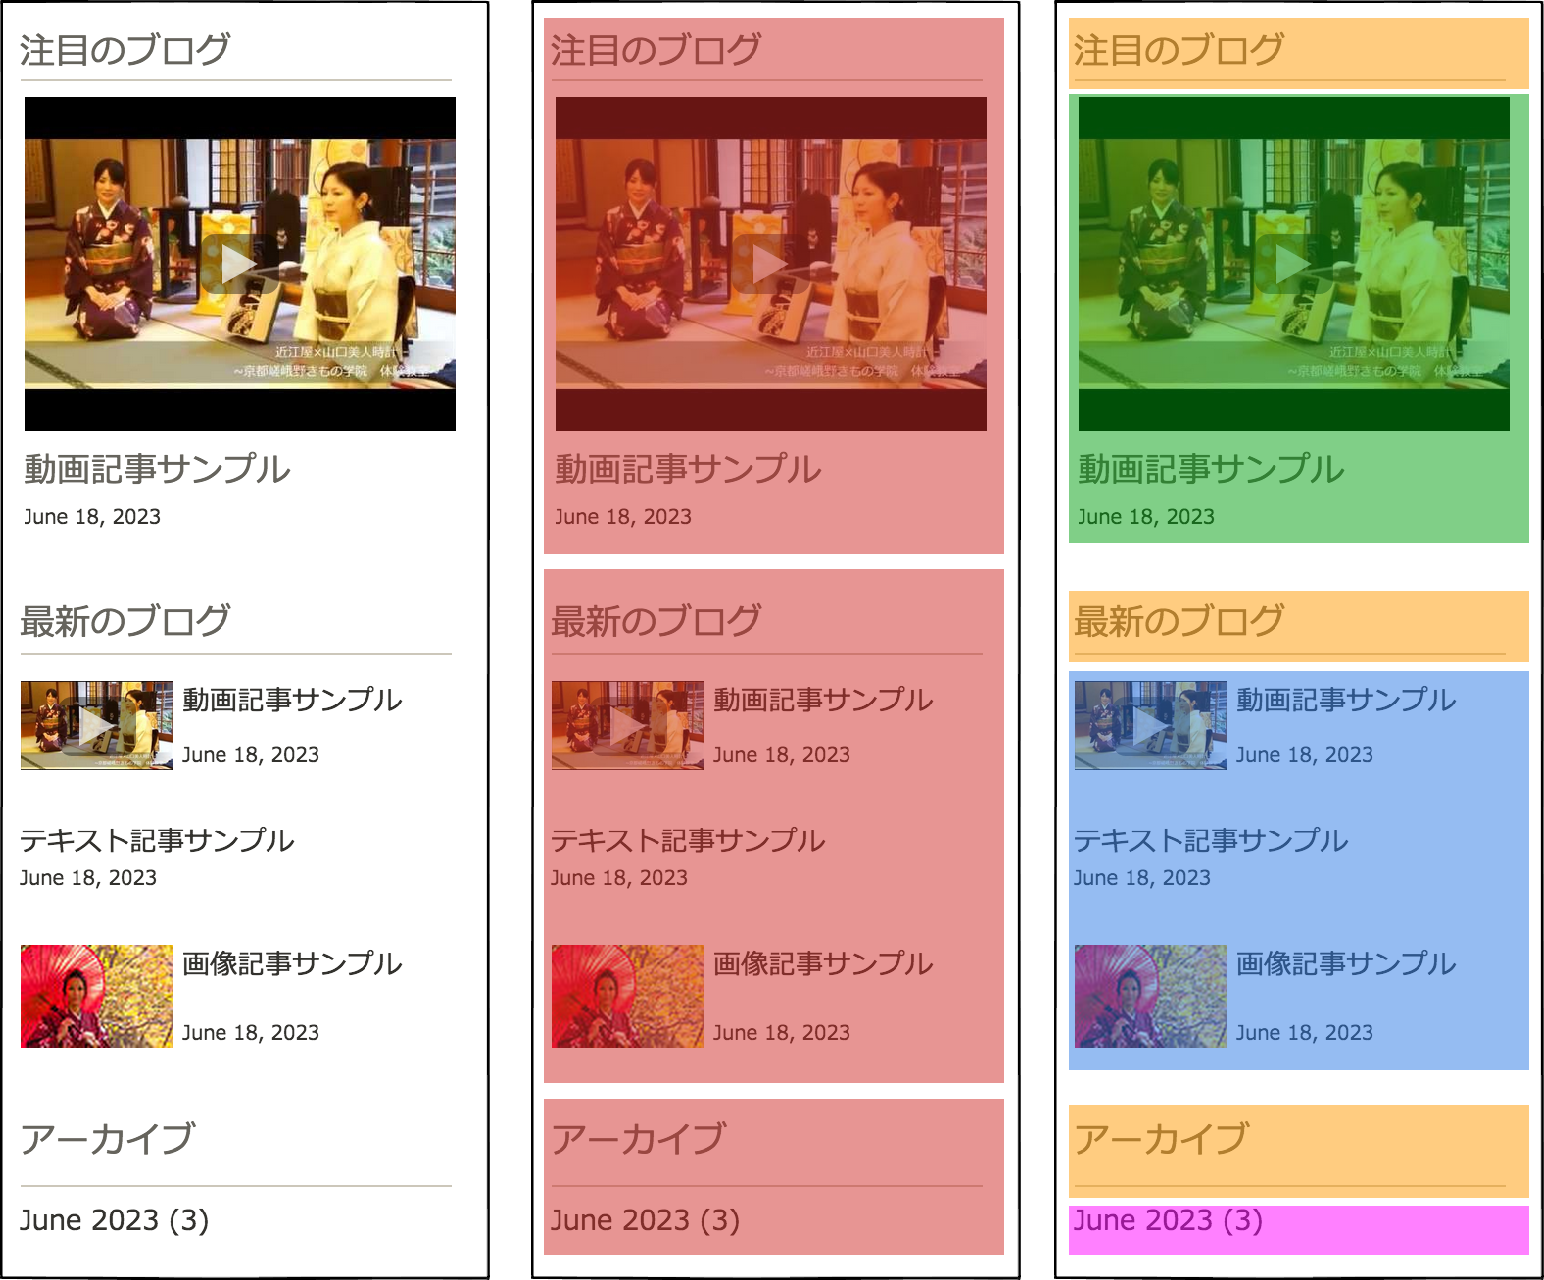 注目のブログ
近江屋×山口美人時計
~京都嵯峨野きもの学院　体験教室~
動画記事サンプル
June 18, 2023
最新のブログ
動画記事サンプル
June 18, 2023
テキスト記事サンプル
June 18, 2023
画像記事サンプル
June 18, 2023
アーカイブ
June 2023 (3)
注目のブログ
近江屋×山口美人時計
~京都嵯峨野きもの学院　体験教室~
動画記事サンプル
June 18, 2023
最新のブログ
動画記事サンプル
June 18, 2023
テキスト記事サンプル
June 18, 2023
画像記事サンプル
June 18, 2023
アーカイブ
June 2023 (3)
注目のブログ
近江屋×山口美人時計
~京都嵯峨野きもの学院　体験教室~
動画記事サンプル
June 18, 2023
最新のブログ
動画記事サンプル
June 18, 2023
テキスト記事サンプル
June 18, 2023
画像記事サンプル
June 18, 2023
アーカイブ
June 2023 (3)